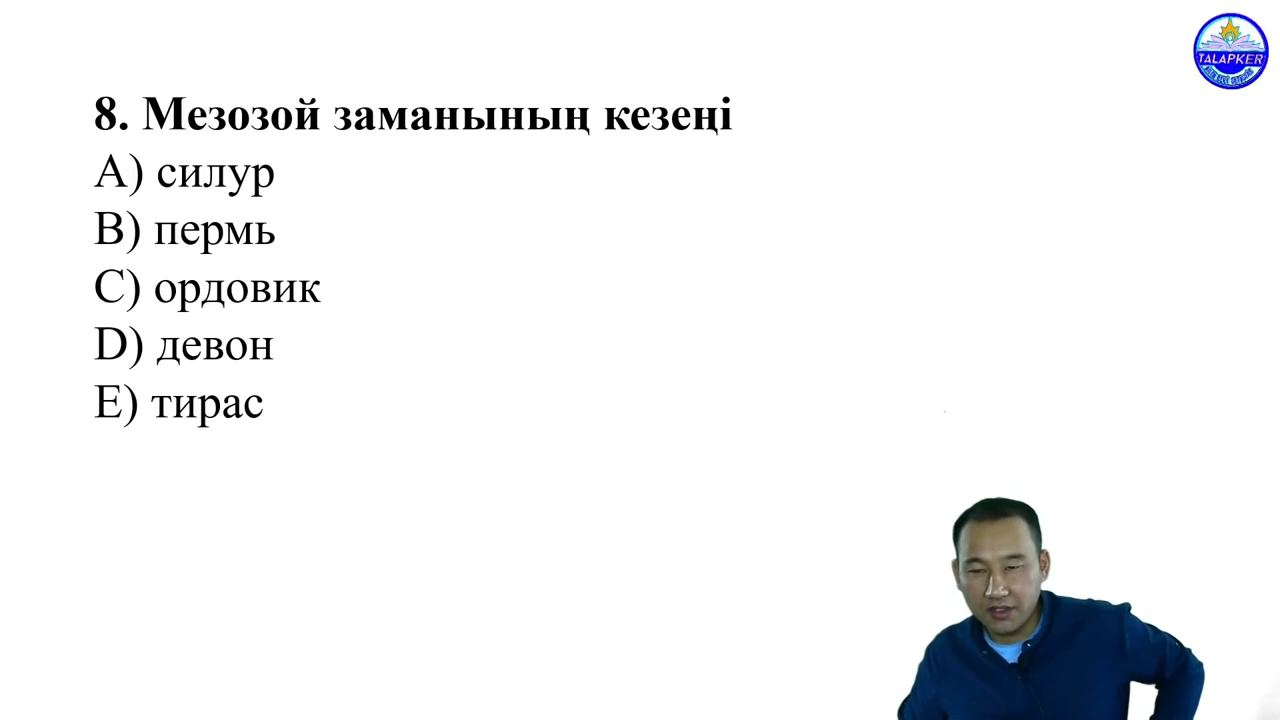 TALAPKER
8. Мезозой заманының кезеңі
A) силур
B) пермь
C) ордовик
D) девон
E) тирас